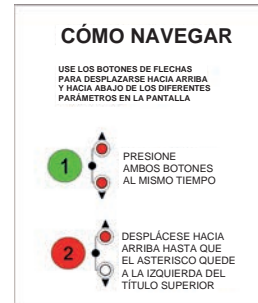 CÓMO NAVEGAR
USE LOS BOTONES DE FLECHAS
PARA DESPLAZARSE HACIA ARRIBA
Y HACIA ABAJO DE LOS DIFERENTES
PARÁMETROS EN LA PANTALLA
1
PRESIONE
AMBOS BOTONES
AL MISMO TIEMPO
2
DESPLÁCESE HACIA
ARRIBA HASTA QUE
EL ASTERISCO QUEDE
A LA IZQUIERDA DEL
TÍTULO SUPERIOR